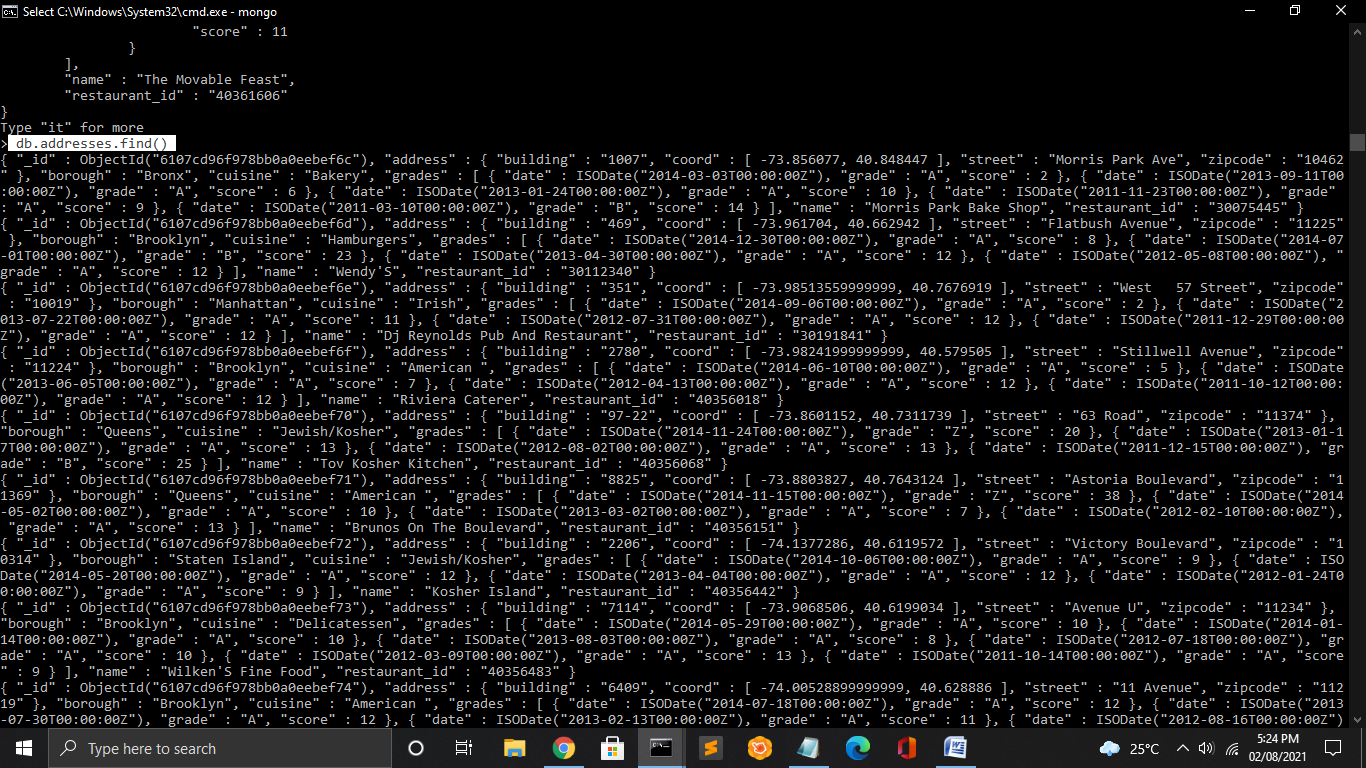 Select C:\Windows\System32\cmd.exe - mongo
"score" : 11
}
],
"name" : "The Movable Feast",
"restaurant_id" : "40361606"
}
Type "it" for more
> db.addresses.find()
{ "_id" : ObjectId("6107cd96f978bb0a0eebef6c"), "address" : { "building" : "1007", "coord" : [ -73.856077, 40.848447 ], "street" : "Morris Park Ave", "zipcode" : "10462
" }, "borough" : "Bronx", "cuisine" : "Bakery", "grades" : [ { "date" : ISODate("2014-03-03T00:00:00Z"), "grade" : "A", "score" : 2 }, { "date" : ISODate("2013-09-11T00
:00:00Z"), "grade" : "A", "score" : 6 }, { "date" : ISODate("2013-01-24T00:00:00Z"), "grade" : "A", "score" : 10 }, { "date" : ISODate("2011-11-23T00:00:00Z"), "grade"
: "A", "score" : 9 }, { "date" : ISODate("2011-03-10T00:00:00Z"), "grade" : "B", "score" : 14 } ], "name" : "Morris Park Bake Shop", "restaurant_id" : "30075445" }
{ "_id" : ObjectId("6107cd96f978bb0a0eebef6d"), "address" : { "building" : "469", "coord" : [ -73.961704, 40.662942 ], "street" : "Flatbush Avenue", "zipcode" : "11225"
}, "borough" : "Brooklyn", "cuisine" : "Hamburgers", "grades" : [ { "date" : ISODate("2014-12-30T00:00:00Z"), "grade" : "A", "score" : 8 }, { "date" : ISODate("2014-07
-01T00:00:00Z"), "grade" : "B", "score" : 23 }, { "date" : ISODate("2013-04-30T00:00:00Z"), "grade" : "A", "score" : 12 }, { "date" : ISODate("2012-05-08T00:00:00Z"), "
grade" : "A", "score" : 12 } ], "name" : "Wendy'S", "restaurant_id" : "30112340" }
{ "_id" : ObjectId("6107cd96f978bb0a0eebef6e"), "address" : { "building" : "351", "coord" : [ -73.98513559999999, 40.7676919 ], "street" : "West   57 Street", "zipcode"
: "10019" }, "borough" : "Manhattan", "cuisine" : "Irish", "grades" : [ { "date" : ISODate("2014-09-06T00:00:00Z"), "grade" : "A", "score" : 2 }, { "date" : ISODate("2
013-07-22T00:00:00Z"), "grade" : "A", "score" : 11 }, { "date" : ISODate("2012-07-31T00:00:00Z"), "grade" : "A", "score" : 12 }, { "date" : ISODate("2011-12-29T00:00:00
Z"), "grade" : "A", "score" : 12 } ], "name" : "Dj Reynolds Pub And Restaurant", "restaurant_id" : "30191841" }
{ "_id" : ObjectId("6107cd96f978bb0a0eebef6f"), "address" : { "building" : "2780", "coord" : [ -73.98241999999999, 40.579505 ], "street" : "Stillwell Avenue", "zipcode"
: "11224" }, "borough" : "Brooklyn", "cuisine" : "American ", "grades" : [ { "date" : ISODate("2014-06-10T00:00:00Z"), "grade" : "A", "score" : 5 }, { "date" : ISODate
("2013-06-05T00:00:00Z"), "grade" : "A", "score" : 7 }, { "date" : ISODate("2012-04-13T00:00:00Z"), "grade" : "A", "score" : 12 }, { "date" : ISODate("2011-10-12T00:00:
00Z"), "grade" : "A", "score" : 12 } ], "name" : "Riviera Caterer", "restaurant_id" : "40356018" }
{ "_id" : ObjectId("6107cd96f978bb0a0eebef70"), "address" : { "building" : "97-22", "coord" : [ -73.8601152, 40.7311739 ], "street" : "63 Road", "zipcode" : "11374" },
"borough" : "Queens", "cuisine" : "Jewish/Kosher", "grades" : [ { "date" : ISODate("2014-11-24T00:00:00Z"), "grade" : "Z", "score" : 20 }, { "date" : ISODate("2013-01-1
7T00:00:00Z"), "grade" : "A", "score" : 13 }, { "date" : ISODate("2012-08-02T00:00:00Z"), "grade" : "A", "score" : 13 }, { "date" : ISODate("2011-12-15T00:00:00Z"), "gr
ade" : "B", "score" : 25 } ], "name" : "Tov Kosher Kitchen", "restaurant_id" : "40356068" }
{ "_id" : ObjectId("6107cd96f978bb0a0eebef71"), "address" : { "building" : "8825", "coord" : [ -73.8803827, 40.7643124 ], "street" : "Astoria Boulevard", "zipcode" : "1
1369" }, "borough" : "Queens", "cuisine" : "American ", "grades" : [ { "date" : ISODate("2014-11-15T00:00:00Z"), "grade" : "Z", "score" : 38 }, { "date" : ISODate("2014
-05-02T00:00:00Z"), "grade" : "A", "score" : 10 }, { "date" : ISODate("2013-03-02T00:00:00Z"), "grade" : "A", "score" : 7 }, { "date" : ISODate("2012-02-10T00:00:00Z"),
"grade" : "A", "score" : 13 } ], "name" : "Brunos On The Boulevard", "restaurant_id" : "40356151" }
{ "_id" : ObjectId("6107cd96f978bb0a0eebef72"), "address" : { "building" : "2206", "coord" : [ -74.1377286, 40.6119572 ], "street" : "Victory Boulevard", "zipcode" : "1
0314" }, "borough" : "Staten Island", "cuisine" : "Jewish/Kosher", "grades" : [ { "date" : ISODate("2014-10-06T00:00:00Z"), "grade" : "A", "score" : 9 }, { "date" : ISO
Date("2014-05-20T00:00:00Z"), "grade" : "A", "score" : 12 }, { "date" : ISODate("2013-04-04T00:00:00Z"), "grade" : "A", "score" : 12 }, { "date" : ISODate("2012-01-24T0
0:00:00Z"), "grade" : "A", "score" : 9 } ], "name" : "Kosher Island", "restaurant_id" : "40356442" }
{ "_id" : ObjectId("6107cd96f978bb0a0eebef73"), "address" : { "building" : "7114", "coord" : [ -73.9068506, 40.6199034 ], "street" : "Avenue U", "zipcode" : "11234" },
"borough" : "Brooklyn", "cuisine" : "Delicatessen", "grades" : [ { "date" : ISODate("2014-05-29T00:00:00Z"), "grade" : "A", "score" : 10 }, { "date" : ISODate("2014-01-
14T00:00:00Z"), "grade" : "A", "score" : 10 }, { "date" : ISODate("2013-08-03T00:00:00Z"), "grade" : "A", "score" : 8 }, { "date" : ISODate("2012-07-18T00:00:00Z"), "gr
ade" : "A", "score" : 10 }, { "date" : ISODate("2012-03-09T00:00:00Z"), "grade" : "A", "score" : 13 }, { "date" : ISODate("2011-10-14T00:00:00Z"), "grade" : "A", "score
" : 9 } ], "name" : "Wilken'S Fine Food", "restaurant_id" : "40356483" }
{ "_id" : ObjectId("6107cd96f978bb0a0eebef74"), "address" : { "building" : "6409", "coord" : [ -74.00528899999999, 40.628886 ], "street" : "11 Avenue", "zipcode" : "112
19" }, "borough" : "Brooklyn", "cuisine" : "American ", "grades" : [ { "date" : ISODate("2014-07-18T00:00:00Z"), "grade" : "A", "score" : 12 }, { "date" : ISODate("2013
-07-30T00:00:00Z"), "grade" : "A", "score" : 12 }, { "date" : ISODate("2013-02-13T00:00:00Z"), "grade" : "A", "score" : 11 }, { "date" : ISODate("2012-08-16T00:00:00Z")
Type here to search
25°C
5:24 PM
02/08/2021